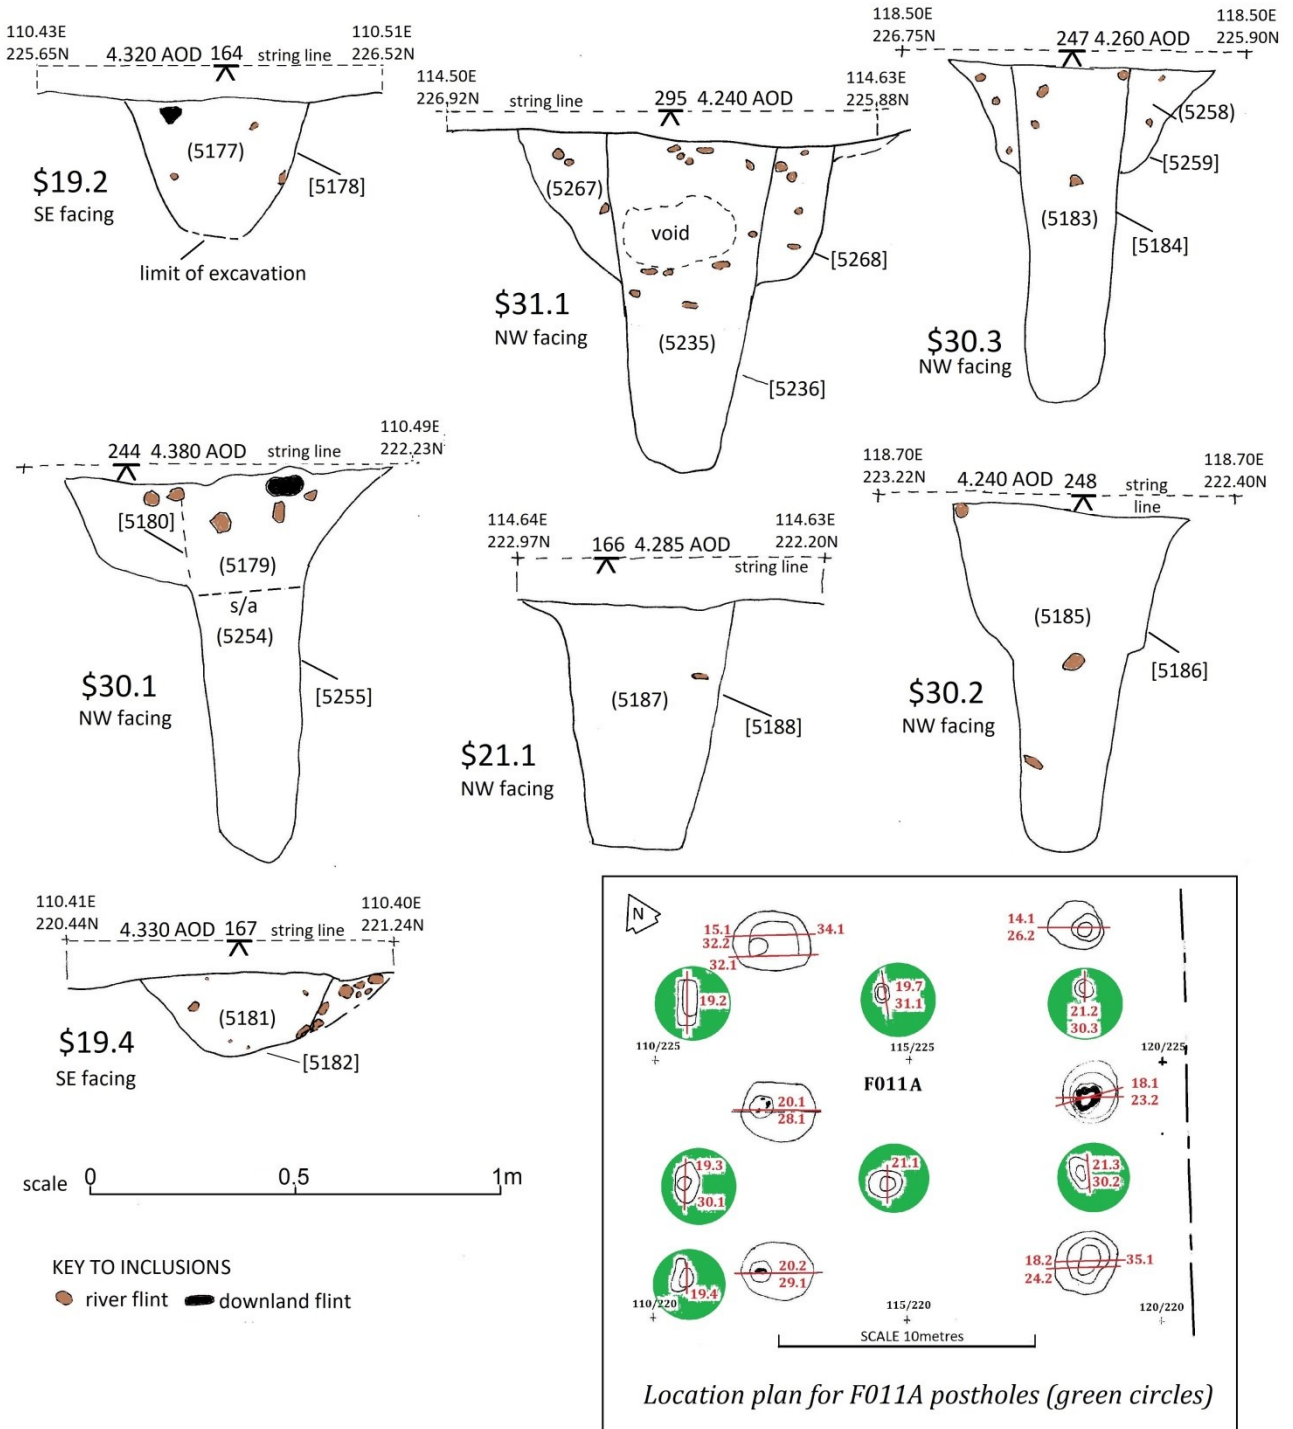 110.43E
225.65N
4.320 AOD 164 string line
110.51E
226.52N
(5177)
[5178]
$19.2
SE facing
limit of excavation
114.50E
226.92N
string line
295 4.240 AOD
114.63E
225.88N
(5267)
void
[5268]
$31.1
NW facing
(5235)
[5236]
118.50E
226.75N
247 4.260 AOD
118.50E
225.90N
(5258)
[5259]
(5183)
[5184]
$30.3
NW facing
244 4.380 AOD string line
110.49E
222.23N
[5180]
(5179)
s/a
(5254)
$30.1
NW facing
[5255]
114.64E
222.97N
166 4.285 AOD
string line
114.63E
222.20N
(5187)
[5188]
$21.1
NW facing
118.70E
223.22N
4.240 AOD 248 string
line
118.70E
222.40N
(5185)
[5186]
$30.2
NW facing
110.41E
220.44N
4.330 AOD 167 string line
110.40E
221.24N
(5181)
[5182]
$19.4
SE facing
scale 0 0.5 1m
KEY TO INCLUSIONS
river flint downland flint
N
15.1
32.2
34.1
32.1
14.1
26.2
19.2
19.7
31.1
21.2
30.3
110/225
115/225
120/225
F011A
20.1
28.1
18.1
23.2
19.3
30.1
21.1
21.3
30.2
19.4
20.2
29.1
18.2
24.2
35.1
110/220
115/220
120/220
SCALE 10metres
Location plan for F011A postholes (green circles)